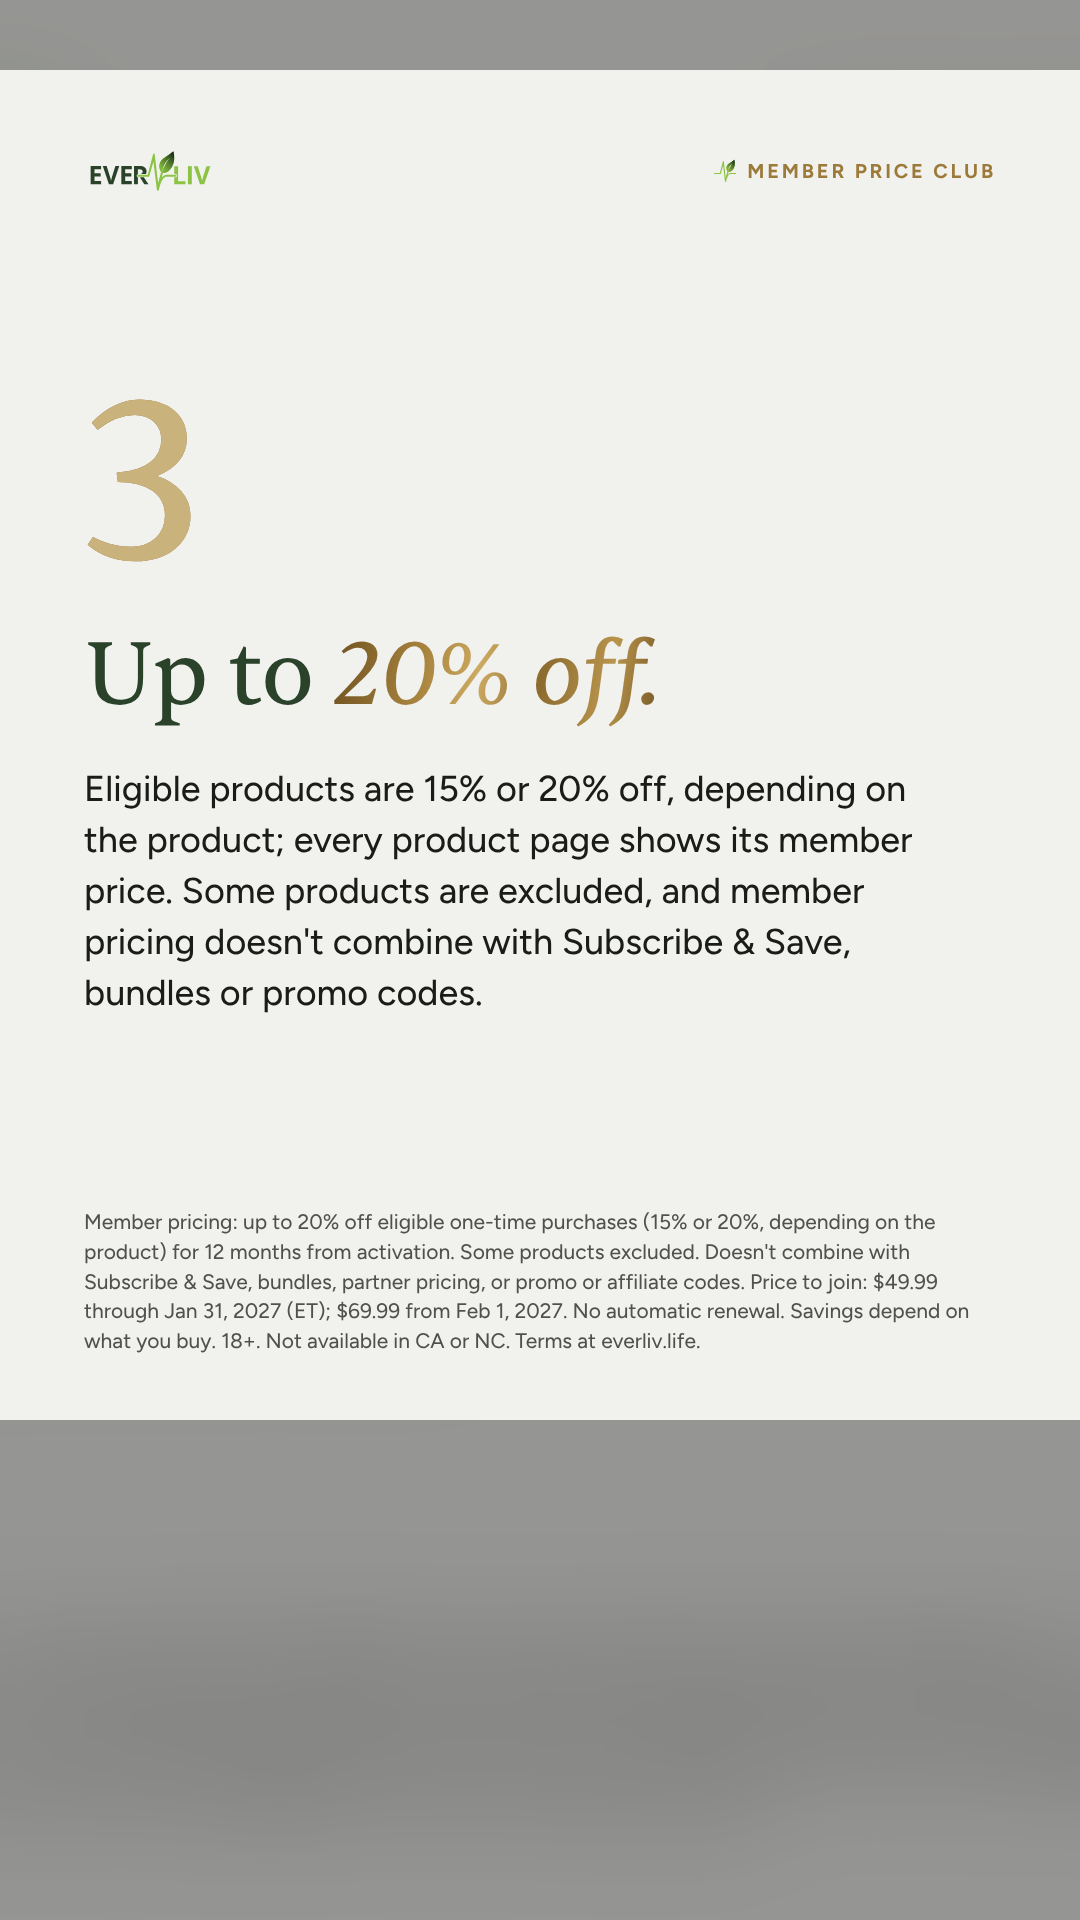 EVERLIV
MEMBER PRICE CLUB
3
Up to 20% off.
Eligible products are 15% or 20% off, depending on
the product; every product page shows its member
price. Some products are excluded, and member
pricing doesn't combine with Subscribe & Save,
bundles or promo codes.
Member pricing: up to 20% off eligible one-time purchases (15% or 20%, depending on the
product) for 12 months from activation. Some products excluded. Doesn't combine with
Subscribe & Save, bundles, partner pricing, or promo or affiliate codes. Price to join: $49.99
through Jan 31, 2027 (ET); $69.99 from Feb 1, 2027. No automatic renewal. Savings depend on
what you buy. 18+. Not available in CA or NC. Terms at everliv.life.